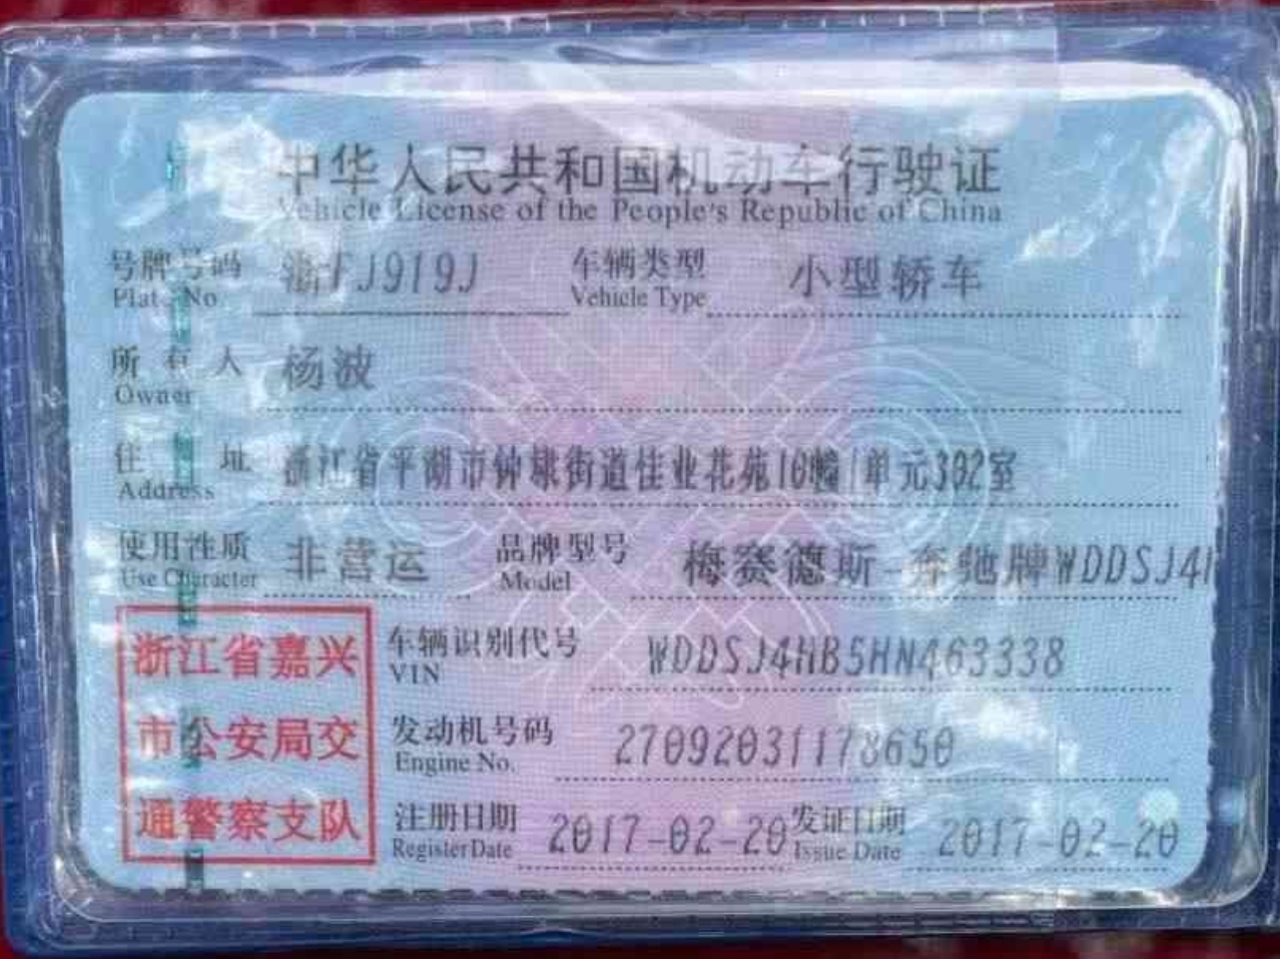 中华人民共和国机动车行驶证
Vehicle License of the People's Republic of China
号牌号码 浙FJ919J 车辆类型 小型轿车
Plate No. Vehicle Type
所有人 杨波
Owner
住址 浙江省平湖市钟埭街道佳业花苑10幢1单元302室
Address
使用性质 非营运 品牌型号 梅赛德斯-奔驰牌WDDSJ4
Use Character Model
浙江省嘉兴
市公安局交
通警察支队
车辆识别代号 WDDSJ4HB5HN463338
VIN
发动机号码 27092031178650
Engine No.
注册日期 2017-02-20 发证日期 2017-02-20
Register Date Issue Date